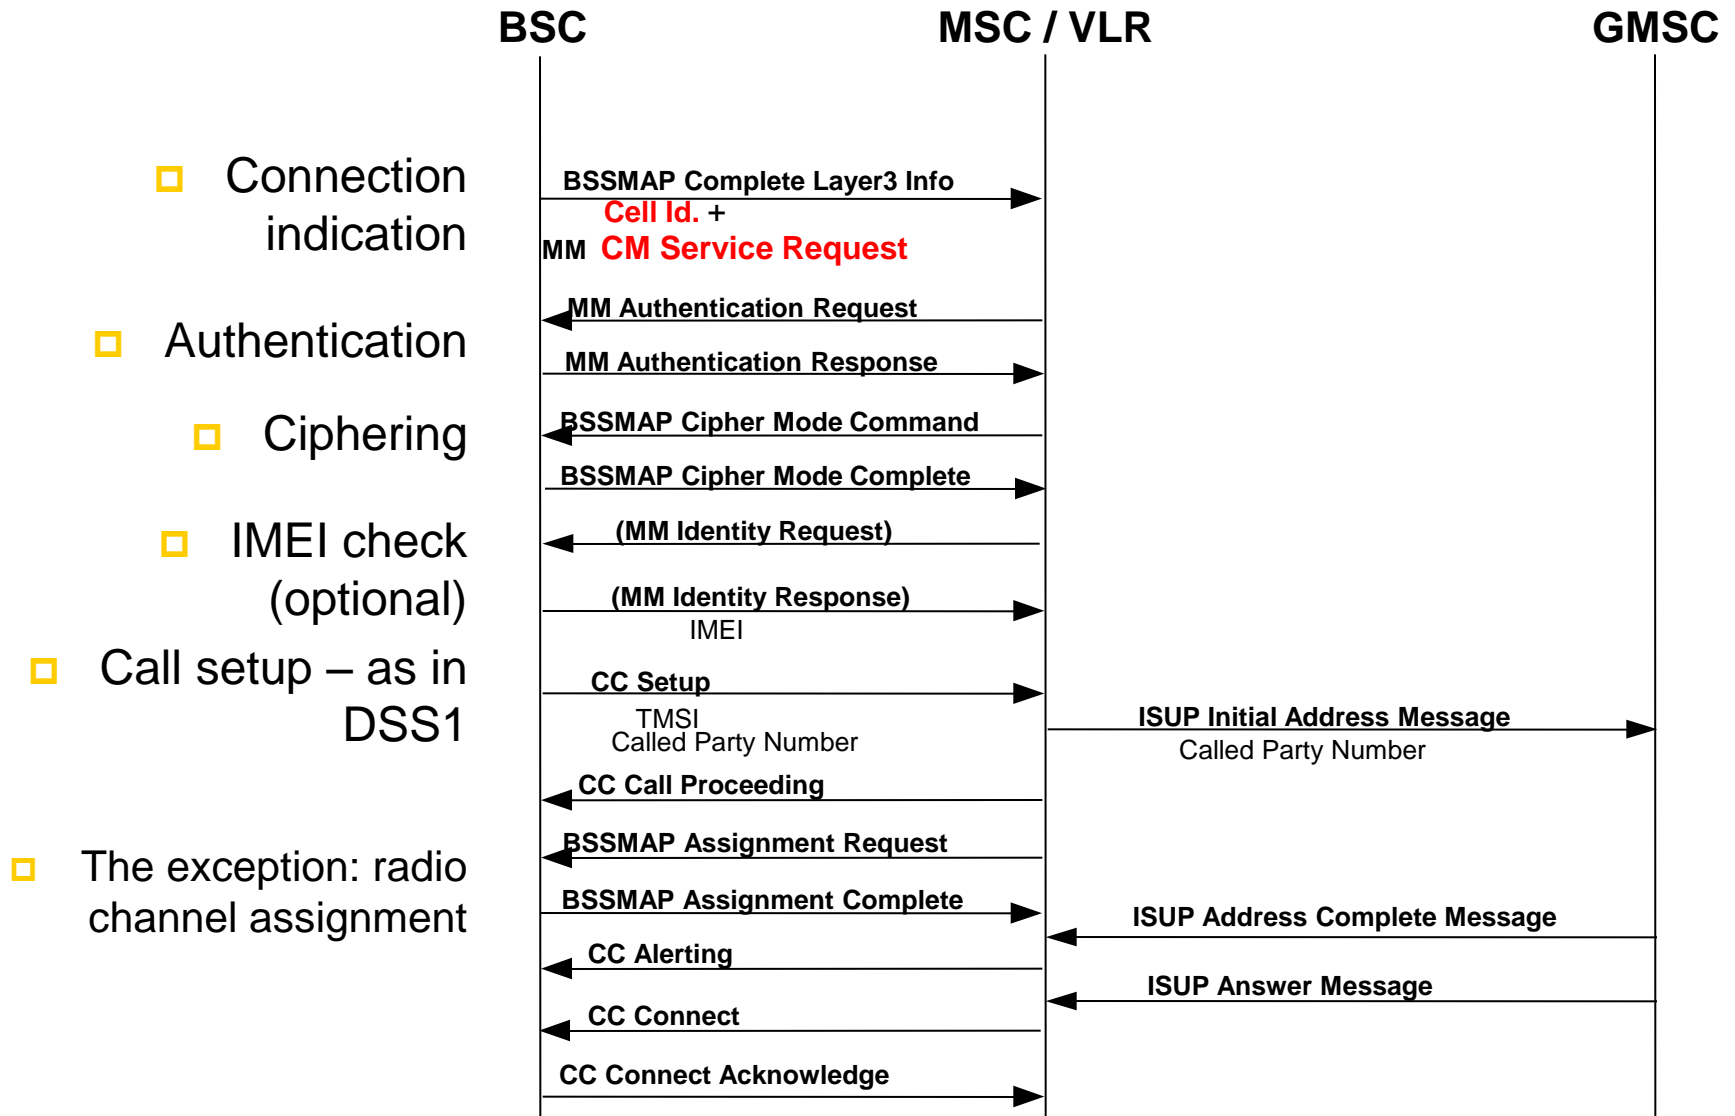 BSC
MSC / VLR
GMSC
Connection
indication
BSSMAP Complete Layer3 Info
Cell Id. +
MM CM Service Request
Authentication
MM Authentication Request
MM Authentication Response
Ciphering
BSSMAP Cipher Mode Command
BSSMAP Cipher Mode Complete
IMEI check
(optional)
(MM Identity Request)
(MM Identity Response)
IMEI
Call setup – as in
DSS1
CC Setup
TMSI
Called Party Number
ISUP Initial Address Message
Called Party Number
CC Call Proceeding
The exception: radio
channel assignment
BSSMAP Assignment Request
BSSMAP Assignment Complete
ISUP Address Complete Message
CC Alerting
ISUP Answer Message
CC Connect
CC Connect Acknowledge